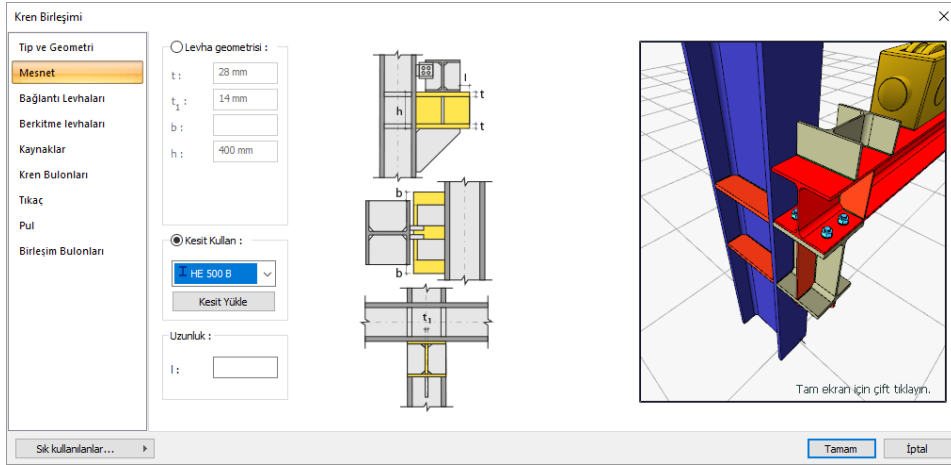 Kren Birleşimi
Tip ve Geometri
Mesnet
Bağlantı Levhaları
Berkitme levhaları
Kaynaklar
Kren Bulonları
Tıkaç
Pul
Birleşim Bulonları
Levha geometrisi :
t : 28 mm
t1 : 14 mm
b :
h : 400 mm
Kesit Kullan :
HE 500 B
Kesit Yükle
Uzunluk :
l :
l
t
h
t
b
b
t1
Tam ekran için çift tıklayın.
Sık kullanılanlar...
Tamam
İptal